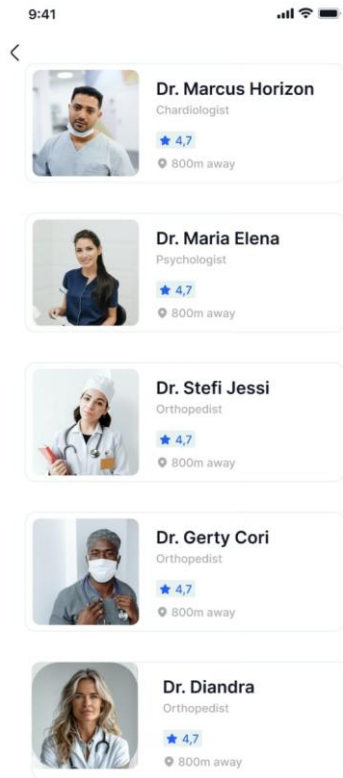 9:41
Dr. Marcus Horizon
Chardiologist
4,7
800m away
Dr. Maria Elena
Psychologist
4,7
800m away
Dr. Stefi Jessi
Orthopedist
4,7
800m away
Dr. Gerty Cori
Orthopedist
4,7
800m away
Dr. Diandra
Orthopedist
4,7
800m away